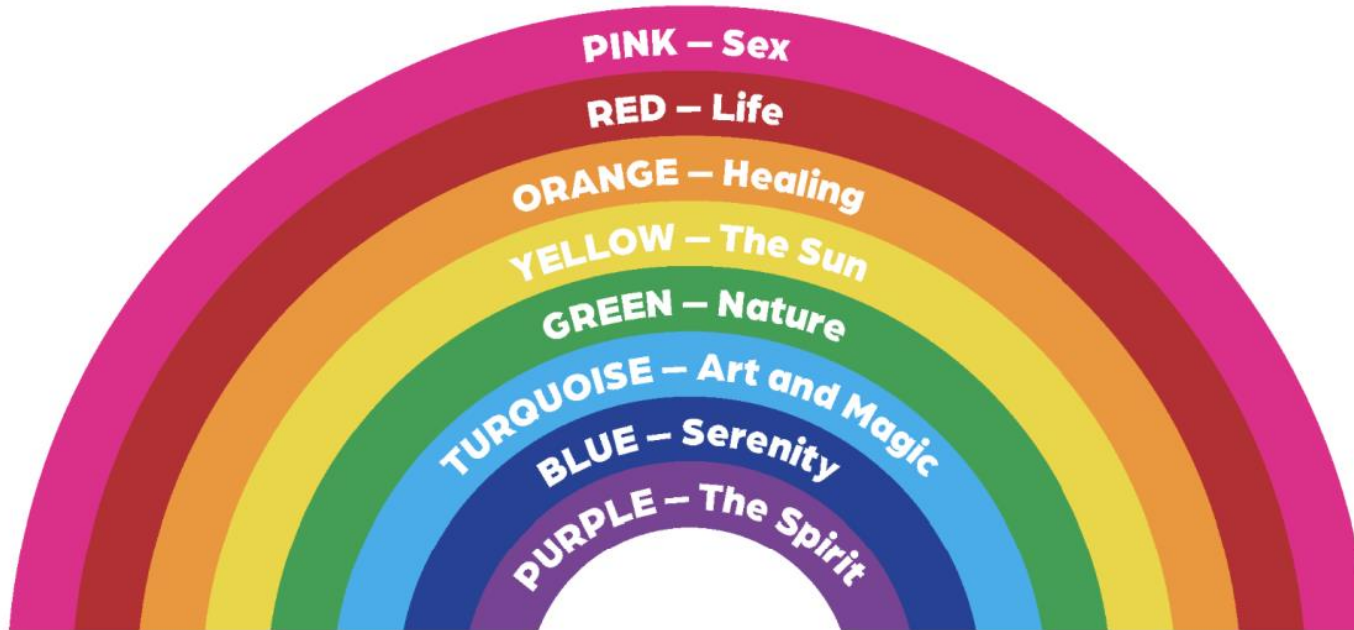 PINK – Sex
RED – Life
ORANGE – Healing
YELLOW – The Sun
GREEN – Nature
TURQUOISE – Art and Magic
BLUE – Serenity
PURPLE – The Spirit